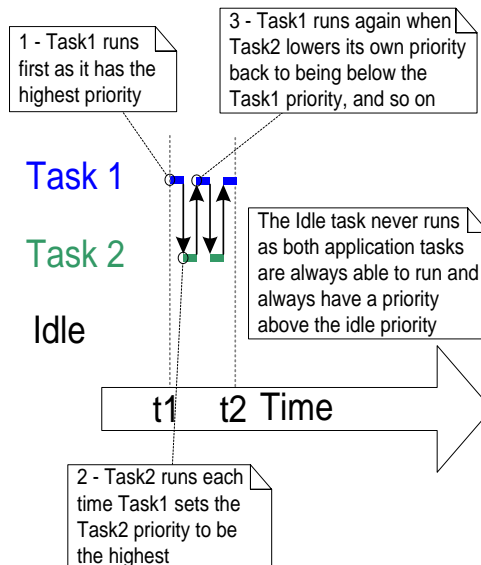 1 - Task1 runs
first as it has the
highest priority
3 - Task1 runs again when
Task2 lowers its own priority
back to being below the
Task1 priority, and so on
Task 1
Task 2
Idle
The Idle task never runs
as both application tasks
are always able to run and
always have a priority
above the idle priority
t1
t2
Time
2 - Task2 runs each
time Task1 sets the
Task2 priority to be
the highest